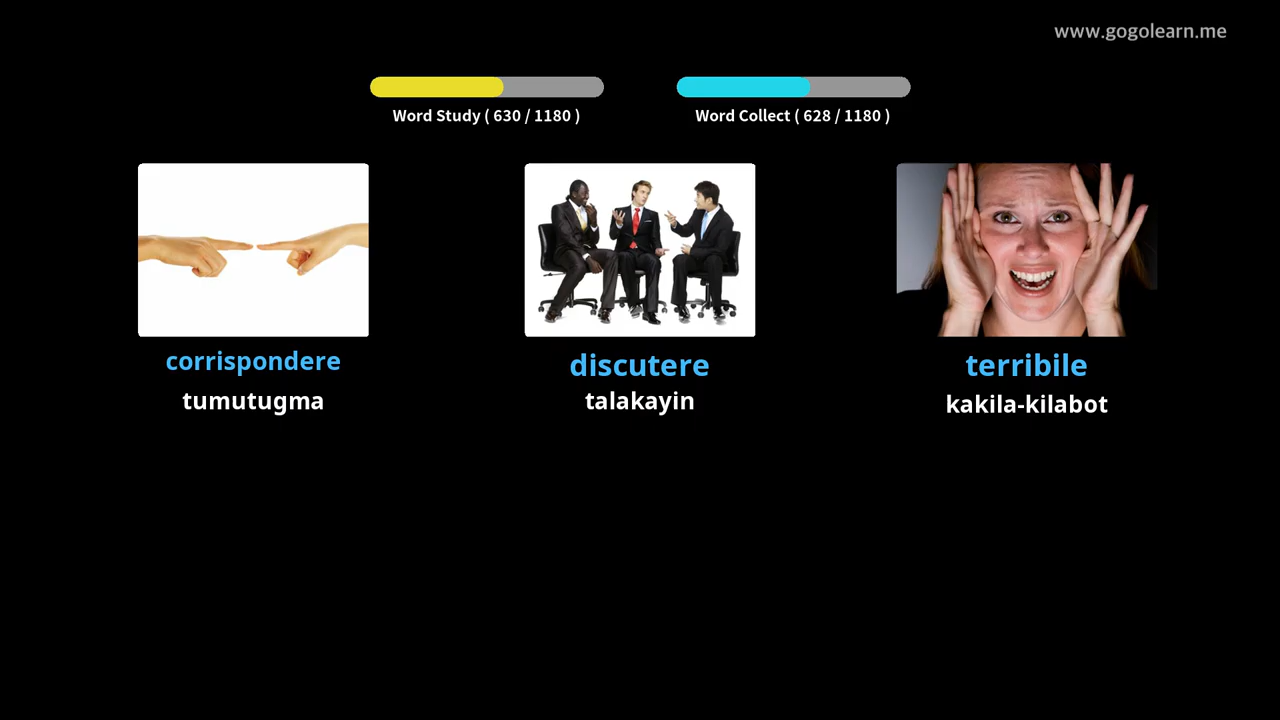 www.gogolearn.me
Word Study ( 630 / 1180 )
Word Collect ( 628 / 1180 )
corrispondere
tumutugma
discutere
talakayin
terribile
kakila-kilabot